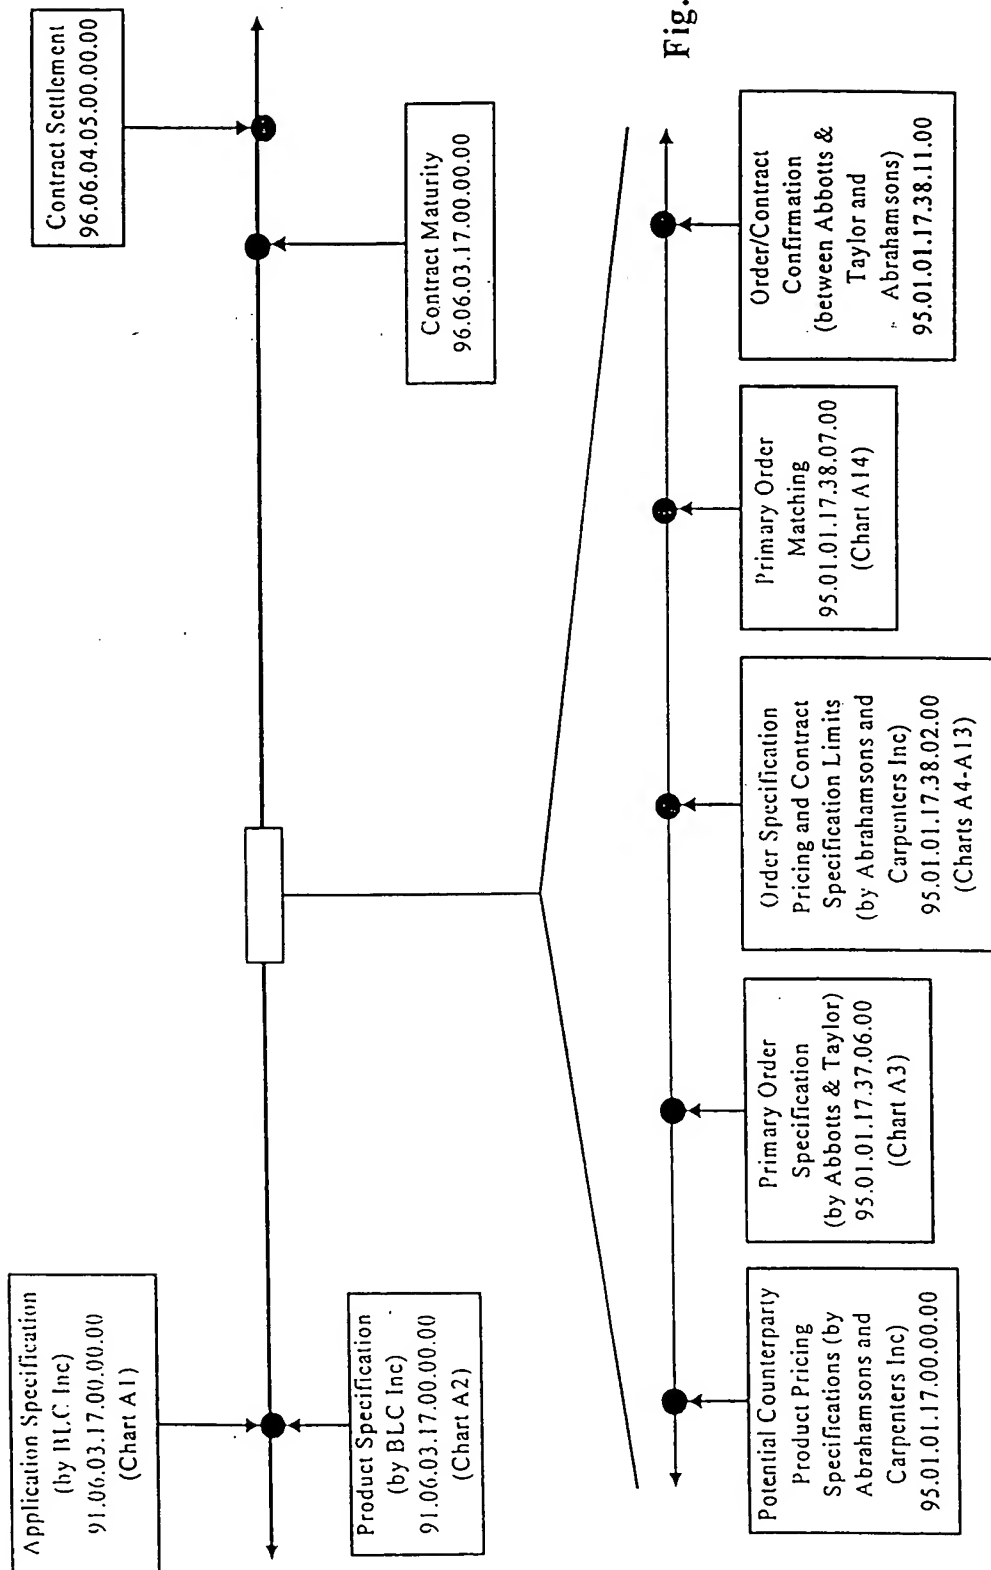 Application Specification
(by BLC Inc)
91.06.03.17.00.00.00
(Chart A1)
Product Specification
(by BLC Inc)
91.06.03.17.00.00.00
(Chart A2)
Contract Settlement
96.06.04.05.00.00.00
Contract Maturity
96.06.03.17.00.00.00
Potential Counterparty
Product Pricing
Specifications (by
Abrahamsons and
Carpenters Inc)
95.01.01.17.00.00.00
Primary Order
Specification
(by Abbotts & Taylor)
95.01.01.17.37.06.00
(Chart A3)
Order Specification
Pricing and Contract
Specification Limits
(by Abrahamsons and
Carpenters Inc)
95.01.01.17.38.02.00
(Charts A4-A13)
Primary Order
Matching
95.01.01.17.38.07.00
(Chart A14)
Order/Contract
Confirmation
(between Abbotts &
Taylor and
Abrahamsons)
95.01.01.17.38.11.00
Fig.